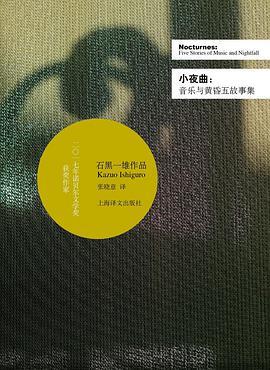 Nocturnes:
Five Stories of Music and Nightfall
小夜曲：
音乐与黄昏五故事集
二〇一七年诺贝尔文学奖
获奖作家
石黑一雄作品
Kazuo Ishiguro
张晓意 译
上海译文出版社